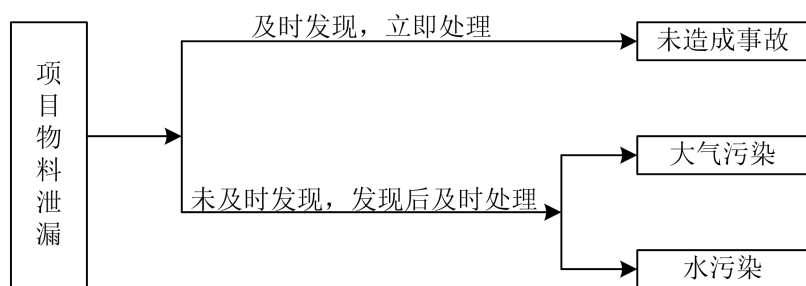 及时发现，立即处理
未造成事故
项目物料泄漏
大气污染
未及时发现，发现后及时处理
水污染